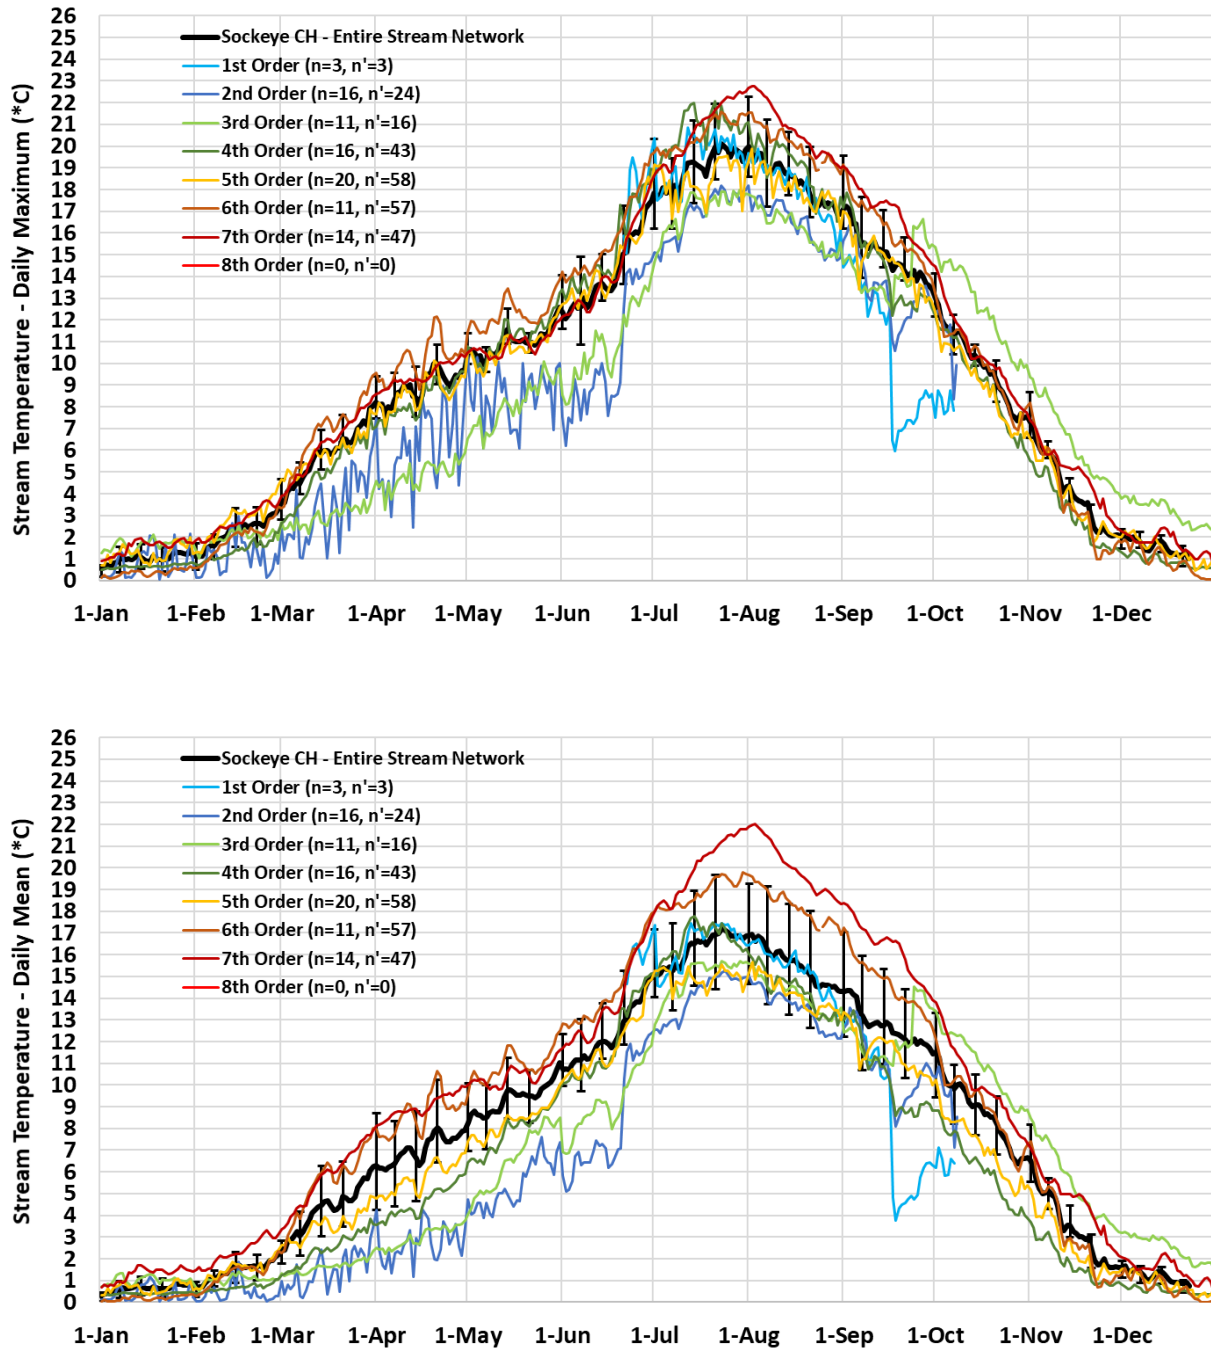 26
25
24
23
22
21
20
19
18
17
16
15
14
13
12
11
10
9
8
7
6
5
4
3
2
1
0
Stream Temperature - Daily Maximum (*C)
Sockeye CH - Entire Stream Network
1st Order (n=3, n'=3)
2nd Order (n=16, n'=24)
3rd Order (n=11, n'=16)
4th Order (n=16, n'=43)
5th Order (n=20, n'=58)
6th Order (n=11, n'=57)
7th Order (n=14, n'=47)
8th Order (n=0, n'=0)
1-Jan 1-Feb 1-Mar 1-Apr 1-May 1-Jun 1-Jul 1-Aug 1-Sep 1-Oct 1-Nov 1-Dec
26
25
24
23
22
21
20
19
18
17
16
15
14
13
12
11
10
9
8
7
6
5
4
3
2
1
0
Stream Temperature - Daily Mean (*C)
Sockeye CH - Entire Stream Network
1st Order (n=3, n'=3)
2nd Order (n=16, n'=24)
3rd Order (n=11, n'=16)
4th Order (n=16, n'=43)
5th Order (n=20, n'=58)
6th Order (n=11, n'=57)
7th Order (n=14, n'=47)
8th Order (n=0, n'=0)
1-Jan 1-Feb 1-Mar 1-Apr 1-May 1-Jun 1-Jul 1-Aug 1-Sep 1-Oct 1-Nov 1-Dec